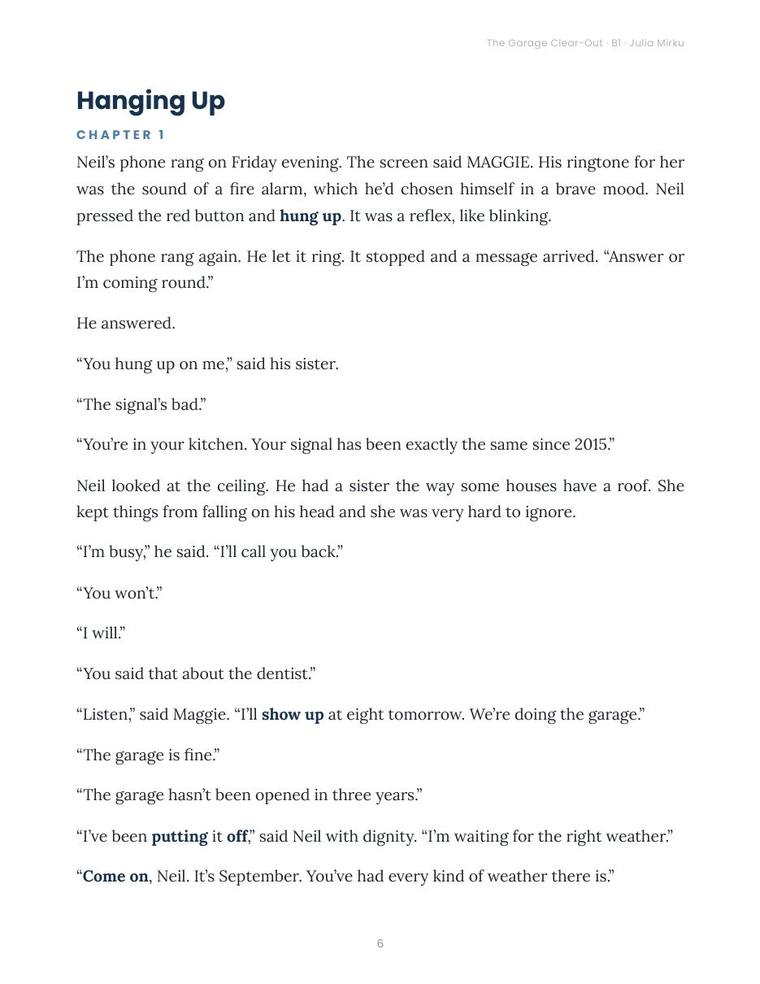 The Garage Clear-Out · B1 · Julia Mirku
Hanging Up
CHAPTER 1
Neil’s phone rang on Friday evening. The screen said MAGGIE. His ringtone for her
was the sound of a fire alarm, which he’d chosen himself in a brave mood. Neil
pressed the red button and hung up. It was a reflex, like blinking.
The phone rang again. He let it ring. It stopped and a message arrived. “Answer or
I’m coming round.”
He answered.
“You hung up on me,” said his sister.
“The signal’s bad.”
“You’re in your kitchen. Your signal has been exactly the same since 2015.”
Neil looked at the ceiling. He had a sister the way some houses have a roof. She
kept things from falling on his head and she was very hard to ignore.
“I’m busy,” he said. “I’ll call you back.”
“You won’t.”
“I will.”
“You said that about the dentist.”
“Listen,” said Maggie. “I’ll show up at eight tomorrow. We’re doing the garage.”
“The garage is fine.”
“The garage hasn’t been opened in three years.”
“I’ve been putting it off,” said Neil with dignity. “I’m waiting for the right weather.”
“Come on, Neil. It’s September. You’ve had every kind of weather there is.”
6